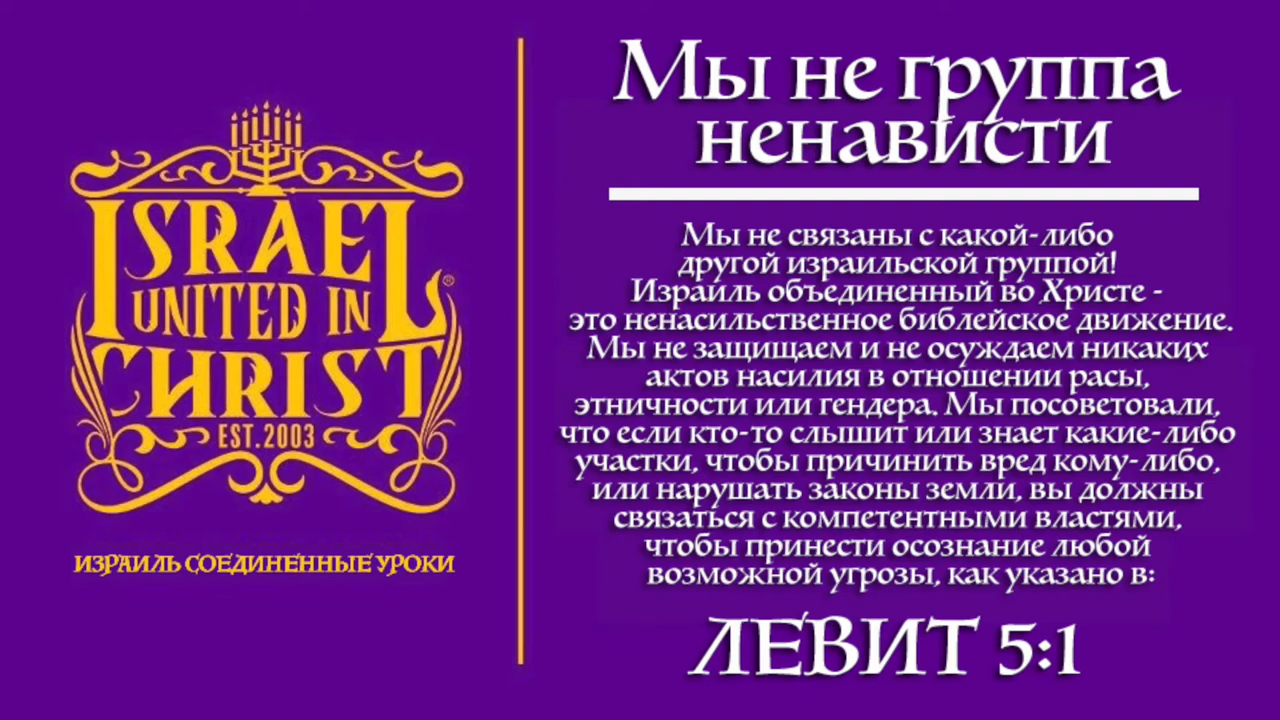 ISRAEL
UNITED IN
CHRIST
®
EST. 2003
ИЗРАИЛЬ СОЕДИНЕННЫЕ УРОКИ
Мы не группа
ненависти
Мы не связаны с какой-либо
другой израильской группой!
Израиль объединенный во Христе -
это ненасильственное библейское движение.
Мы не защищаем и не осуждаем никаких
актов насилия в отношении расы,
этничности или гендера. Мы посоветовали,
что если кто-то слышит или знает какие-либо
участки, чтобы причинить вред кому-либо,
или нарушать законы земли, вы должны
связаться с компетентными властями,
чтобы принести осознание любой
возможной угрозы, как указано в:
ЛЕВИТ 5:1